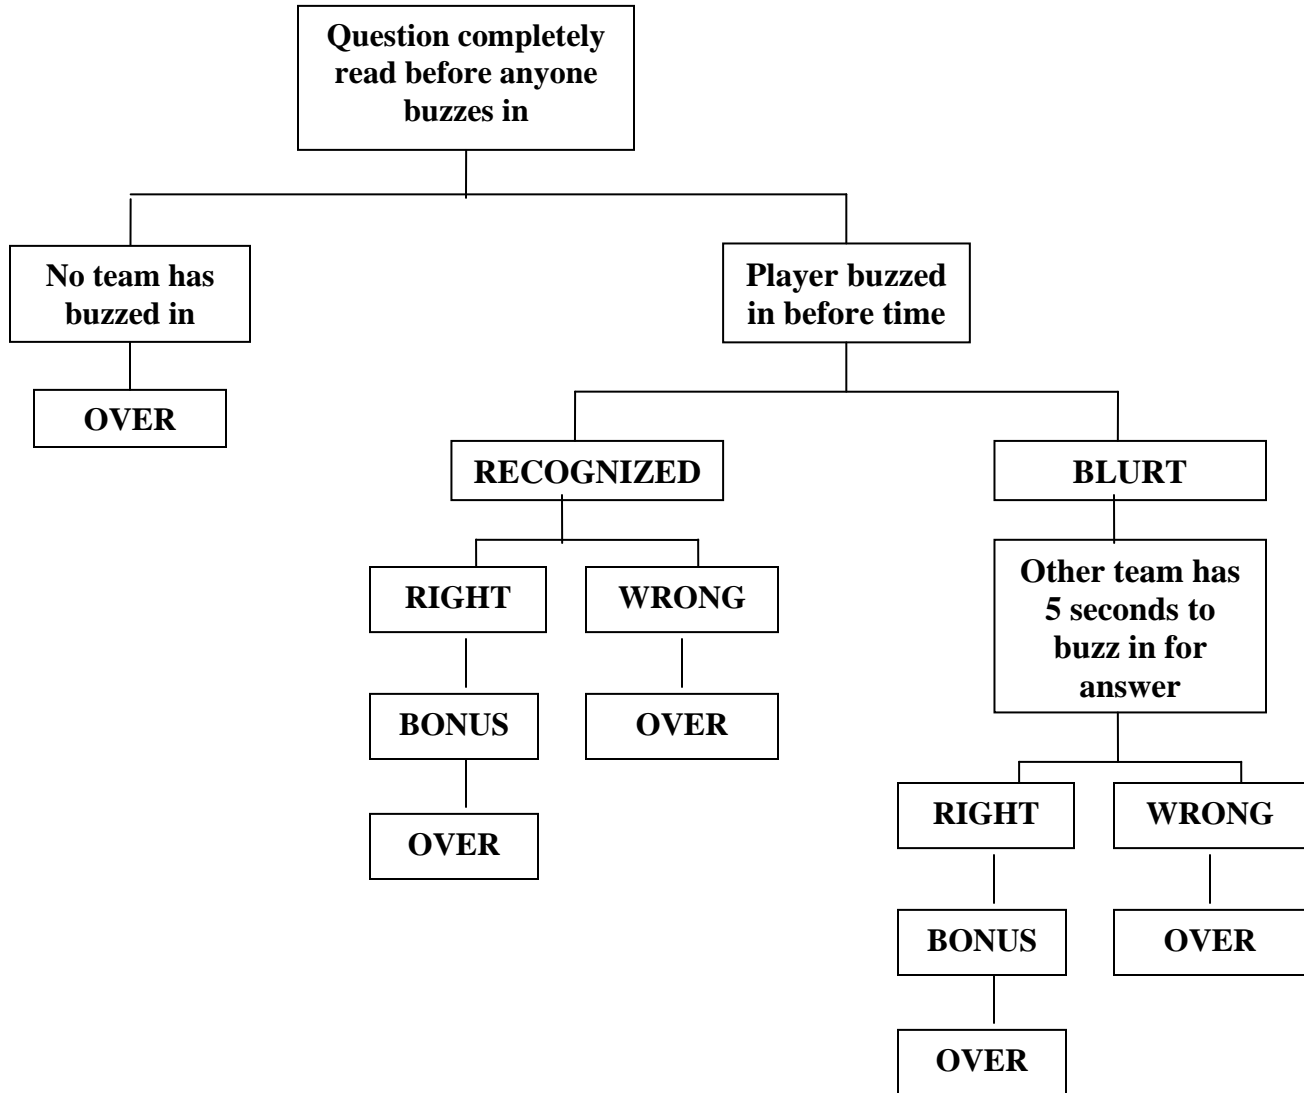 Question completely
read before anyone
buzzes in
No team has
buzzed in
Player buzzed
in before time
OVER
RECOGNIZED
BLURT
RIGHT
WRONG
Other team has
5 seconds to
buzz in for
answer
BONUS
OVER
OVER
RIGHT
WRONG
BONUS
OVER
OVER